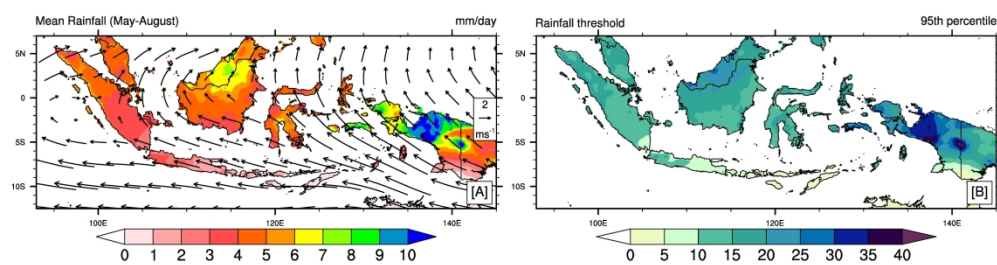 Mean Rainfall (May-August) mm/day
5N
0
5S
10S
2
ms⁻¹
[A]
100E 120E 140E
0 1 2 3 4 5 6 7 8 9 10
Rainfall threshold 95th percentile
5N
0
5S
10S
[B]
100E 120E 140E
0 5 10 15 20 25 30 35 40